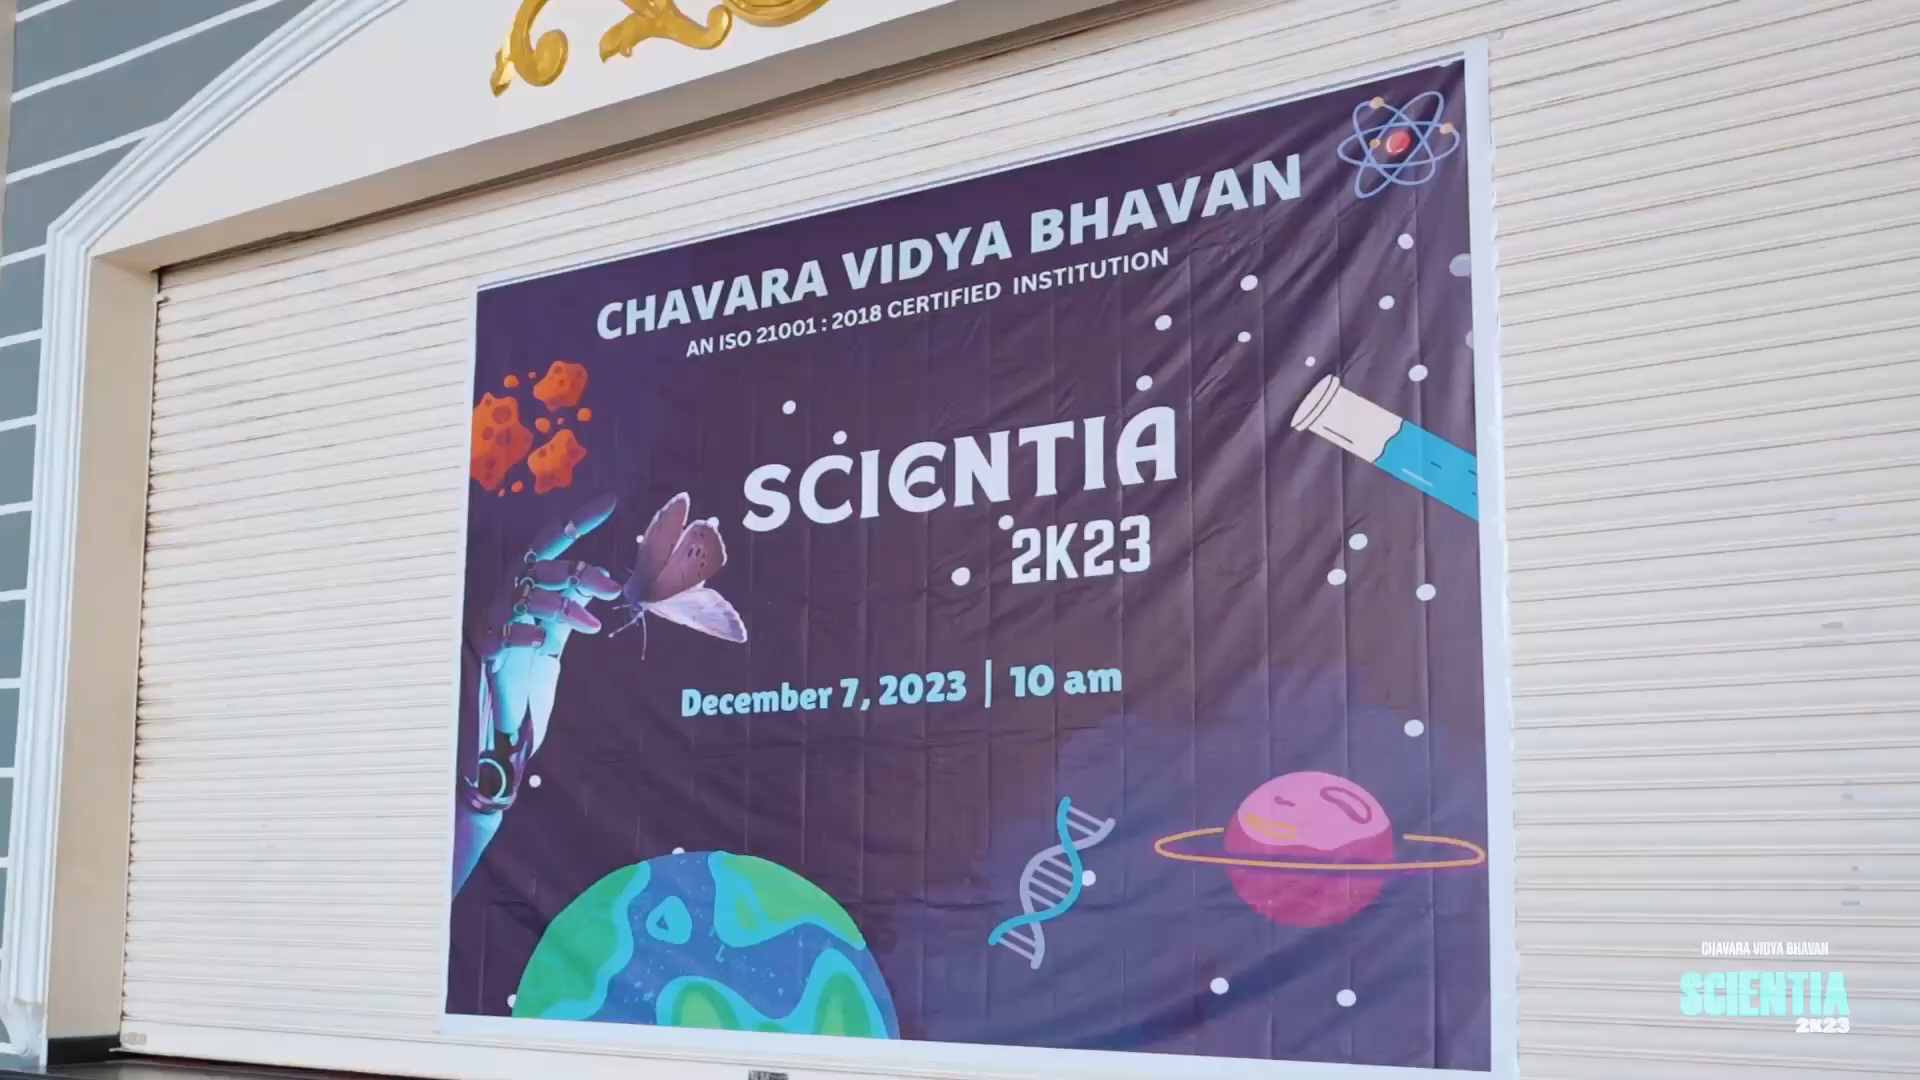 CHAVARA VIDYA BHAVAN
AN ISO 21001 : 2018 CERTIFIED INSTITUTION
SCIENTIA
2K23
December 7, 2023 | 10 am
CHAVARA VIDYA BHAVAN
SCIENTIA
2K23